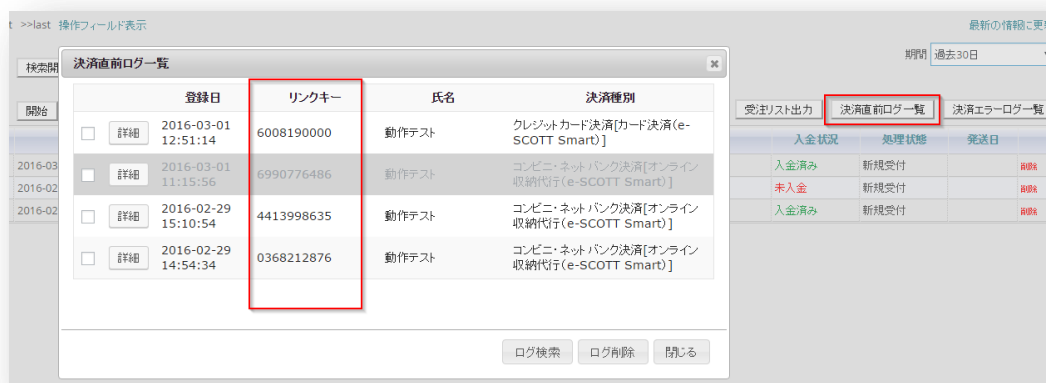 t >>last 操作フィールド表示
最新の情報に更
期間 過去30日
検索開
決済直前ログ一覧
開始
受注リスト出力 決済直前ログ一覧 決済エラーログ一覧
登録日 リンクキー 氏名 決済種別
入金状況 処理状態 発送日
詳細 2016-03-01 12:51:14 6008190000 動作テスト クレジットカード決済[カード決済(e-
SCOTT Smart)]
2016-03 入金済み 新規受付 削除
詳細 2016-03-01 11:15:56 6990776486 動作テスト コンビニ・ネットバンク決済[オンライン
収納代行(e-SCOTT Smart)]
2016-02 未入金 新規受付 削除
2016-02 入金済み 新規受付 削除
詳細 2016-02-29 15:10:54 4413998635 動作テスト コンビニ・ネットバンク決済[オンライン
収納代行(e-SCOTT Smart)]
詳細 2016-02-29 14:54:34 0368212876 動作テスト コンビニ・ネットバンク決済[オンライン
収納代行(e-SCOTT Smart)]
ログ検索 ログ削除 閉じる